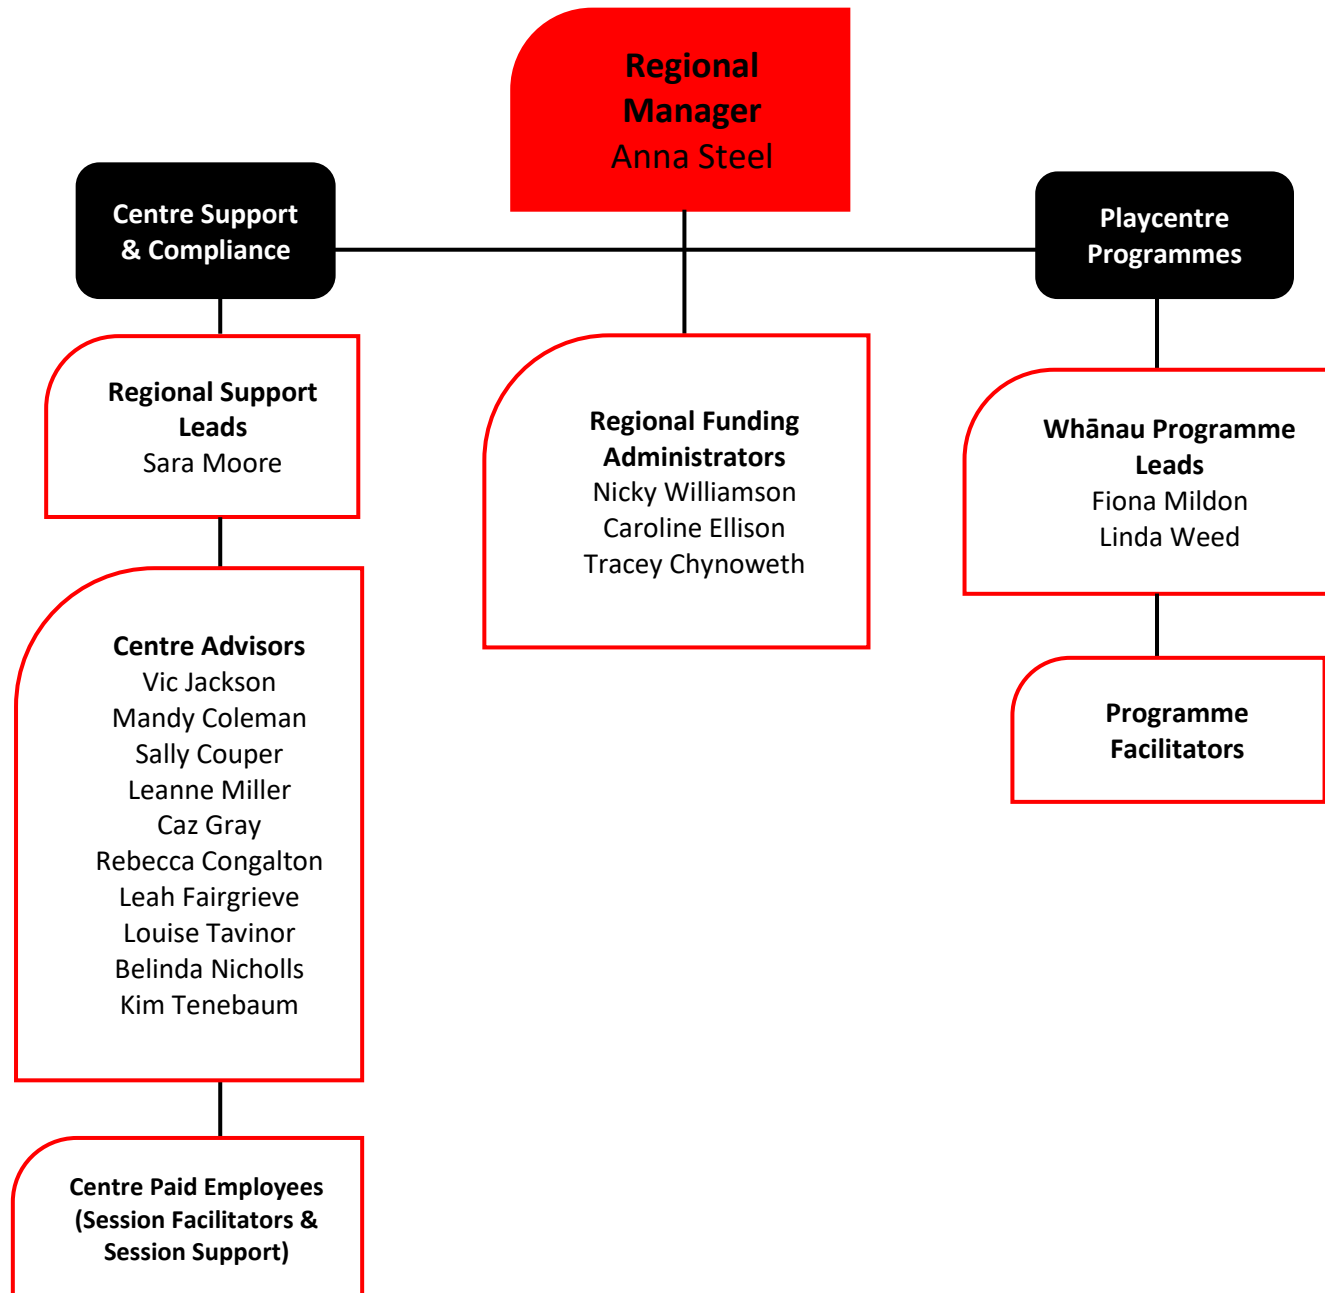 Regional
Manager
Anna Steel
Centre Support
& Compliance
Playcentre
Programmes
Regional Support
Leads
Sara Moore
Regional Funding
Administrators
Nicky Williamson
Caroline Ellison
Tracey Chynoweth
Whānau Programme
Leads
Fiona Mildon
Linda Weed
Centre Advisors
Vic Jackson
Mandy Coleman
Sally Couper
Leanne Miller
Caz Gray
Rebecca Congalton
Leah Fairgrieve
Louise Tavinor
Belinda Nicholls
Kim Tenebaum
Programme
Facilitators
Centre Paid Employees
(Session Facilitators &
Session Support)